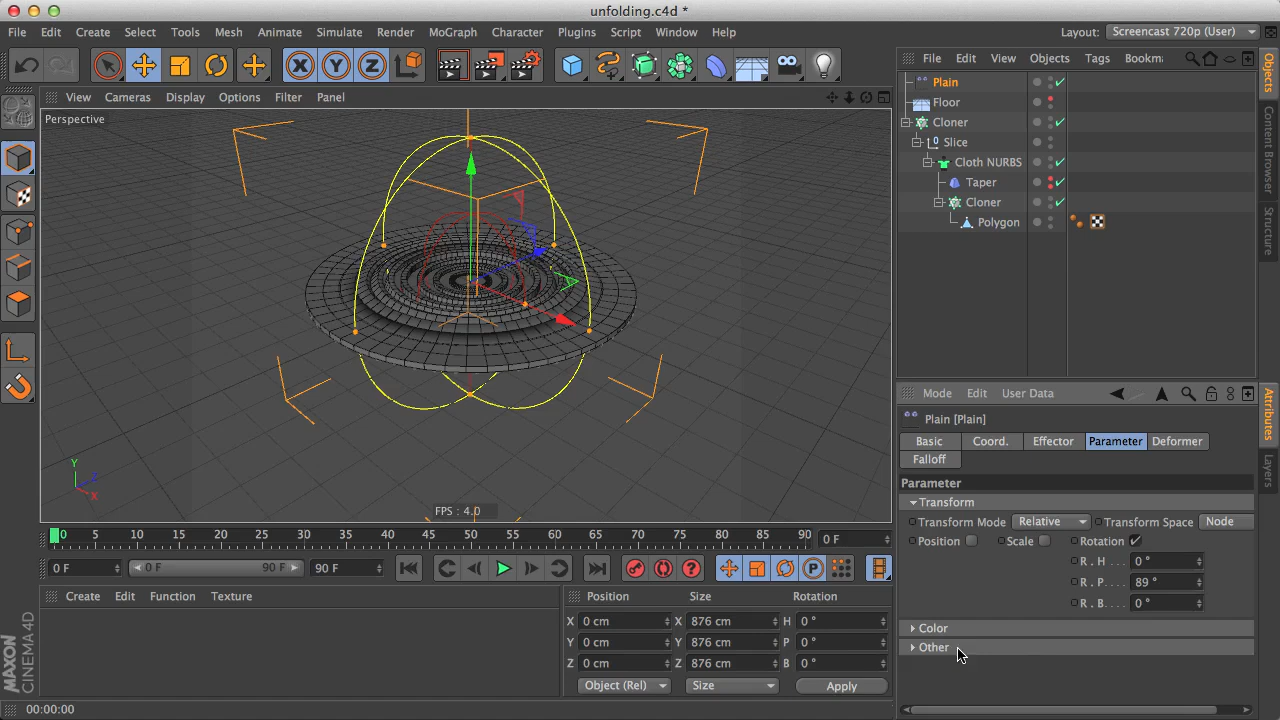 unfolding.c4d *
File Edit Create Select Tools Mesh Animate Simulate Render MoGraph Character Plugins Script Window Help Layout: Screencast 720p (User)
File Edit View Objects Tags Bookm
View Cameras Display Options Filter Panel
Perspective
Plain
Floor
Cloner
0 Slice
Cloth NURBS
Taper
Cloner
Polygon
Objects
Content Browser
Structure
Mode Edit User Data
Plain [Plain]
Basic Coord. Effector Parameter Deformer
Falloff
Attributes
Layers
Parameter
Transform
Transform Mode Relative Transform Space Node
Position Scale Rotation
R . H . . . . 0 °
R . P. . . . . 89 °
R . B. . . . . 0 °
Color
Other
Y
Z
X
FPS : 4.0
0 5 10 15 20 25 30 35 40 45 50 55 60 65 70 75 80 85 90 0 F
0 F 0 F 90 F 90 F
Create Edit Function Texture
Position Size Rotation
X 0 cm X 876 cm H 0 °
Y 0 cm Y 876 cm P 0 °
Z 0 cm Z 876 cm B 0 °
Object (Rel) Size Apply
MAXON
CINEMA 4D
00:00:00